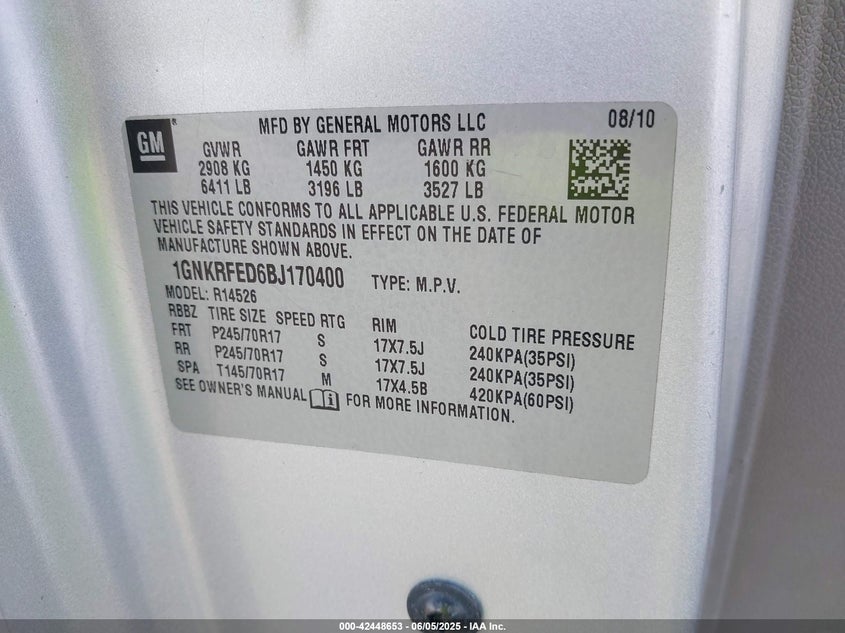 GM ® MFD BY GENERAL MOTORS LLC 08/10
GVWR GAWR FRT GAWR RR
2908 KG 1450 KG 1600 KG
6411 LB 3196 LB 3527 LB
THIS VEHICLE CONFORMS TO ALL APPLICABLE U.S. FEDERAL MOTOR
VEHICLE SAFETY STANDARDS IN EFFECT ON THE DATE OF
MANUFACTURE SHOWN ABOVE.
1GNKRFED6BJ170400 TYPE: M.P.V.
MODEL: R14526
RBBZ TIRE SIZE SPEED RTG RIM COLD TIRE PRESSURE
FRT P245/70R17 S 17X7.5J 240KPA(35PSI)
RR P245/70R17 S 17X7.5J 240KPA(35PSI)
SPA T145/70R17 M 17X4.5B 420KPA(60PSI)
SEE OWNER'S MANUAL i FOR MORE INFORMATION.
000-42448653 — 06/05/2025 — IAA Inc.